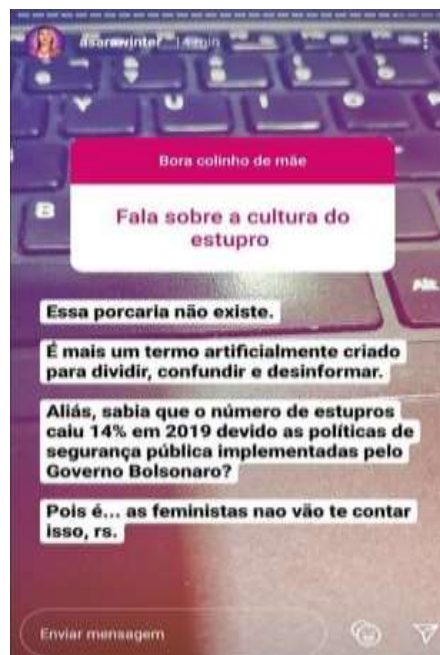 asarawinter
Bora colinho de mãe
Fala sobre a cultura do
estupro
Essa porcaria não existe.
É mais um termo artificialmente criado
para dividir, confundir e desinformar.
Aliás, sabia que o número de estupros
caiu 14% em 2019 devido as políticas de
segurança pública implementadas pelo
Governo Bolsonaro?
Pois é... as feministas nao vão te contar
isso, rs.
Enviar mensagem